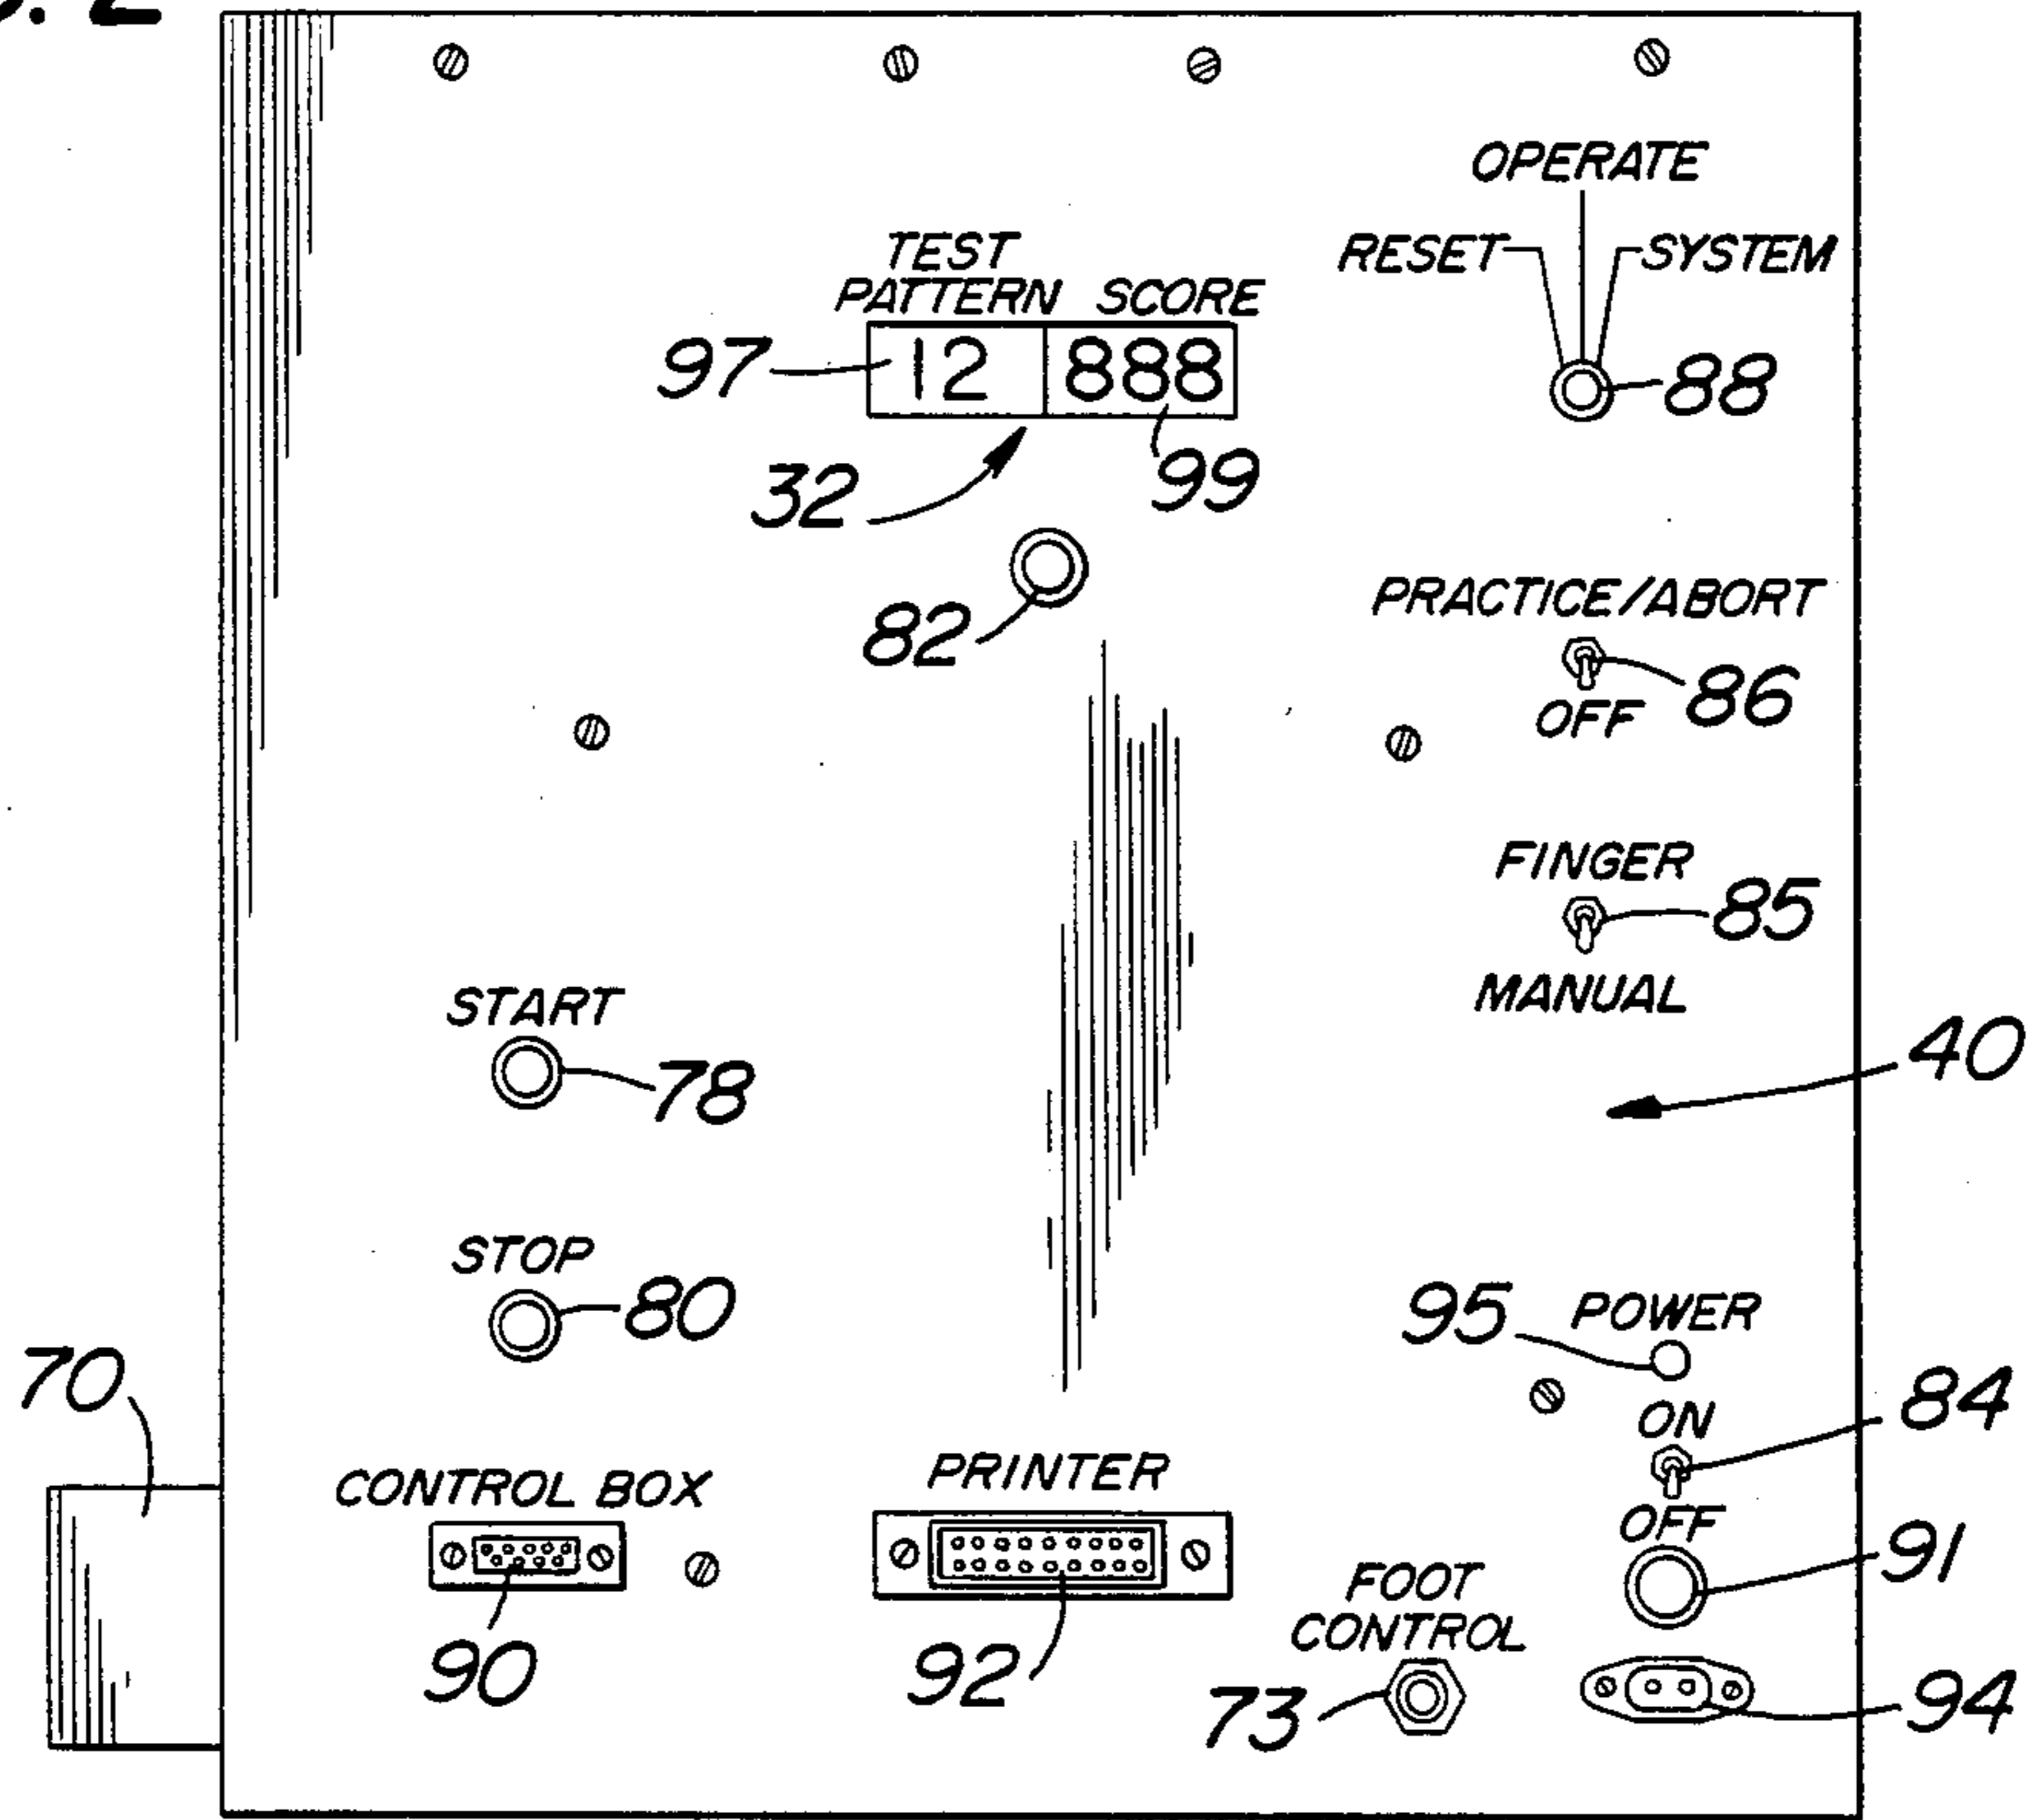 . 2
OPERATE
RESET SYSTEM
TEST
PATTERN SCORE
97 12 888 88
32 99
82
PRACTICE/ABORT
86
OFF
FINGER
85
MANUAL
START
78
40
STOP
80
95 POWER
70
84
ON
CONTROL BOX PRINTER
OFF
91
FOOT
CONTROL
90 92 73 94